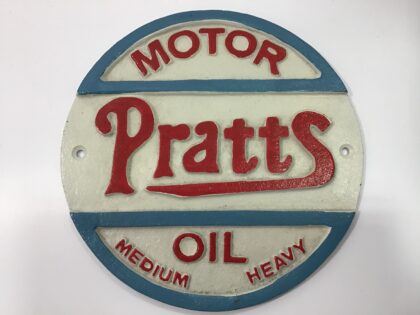 MOTOR
Pratts
OIL
MEDIUM HEAVY